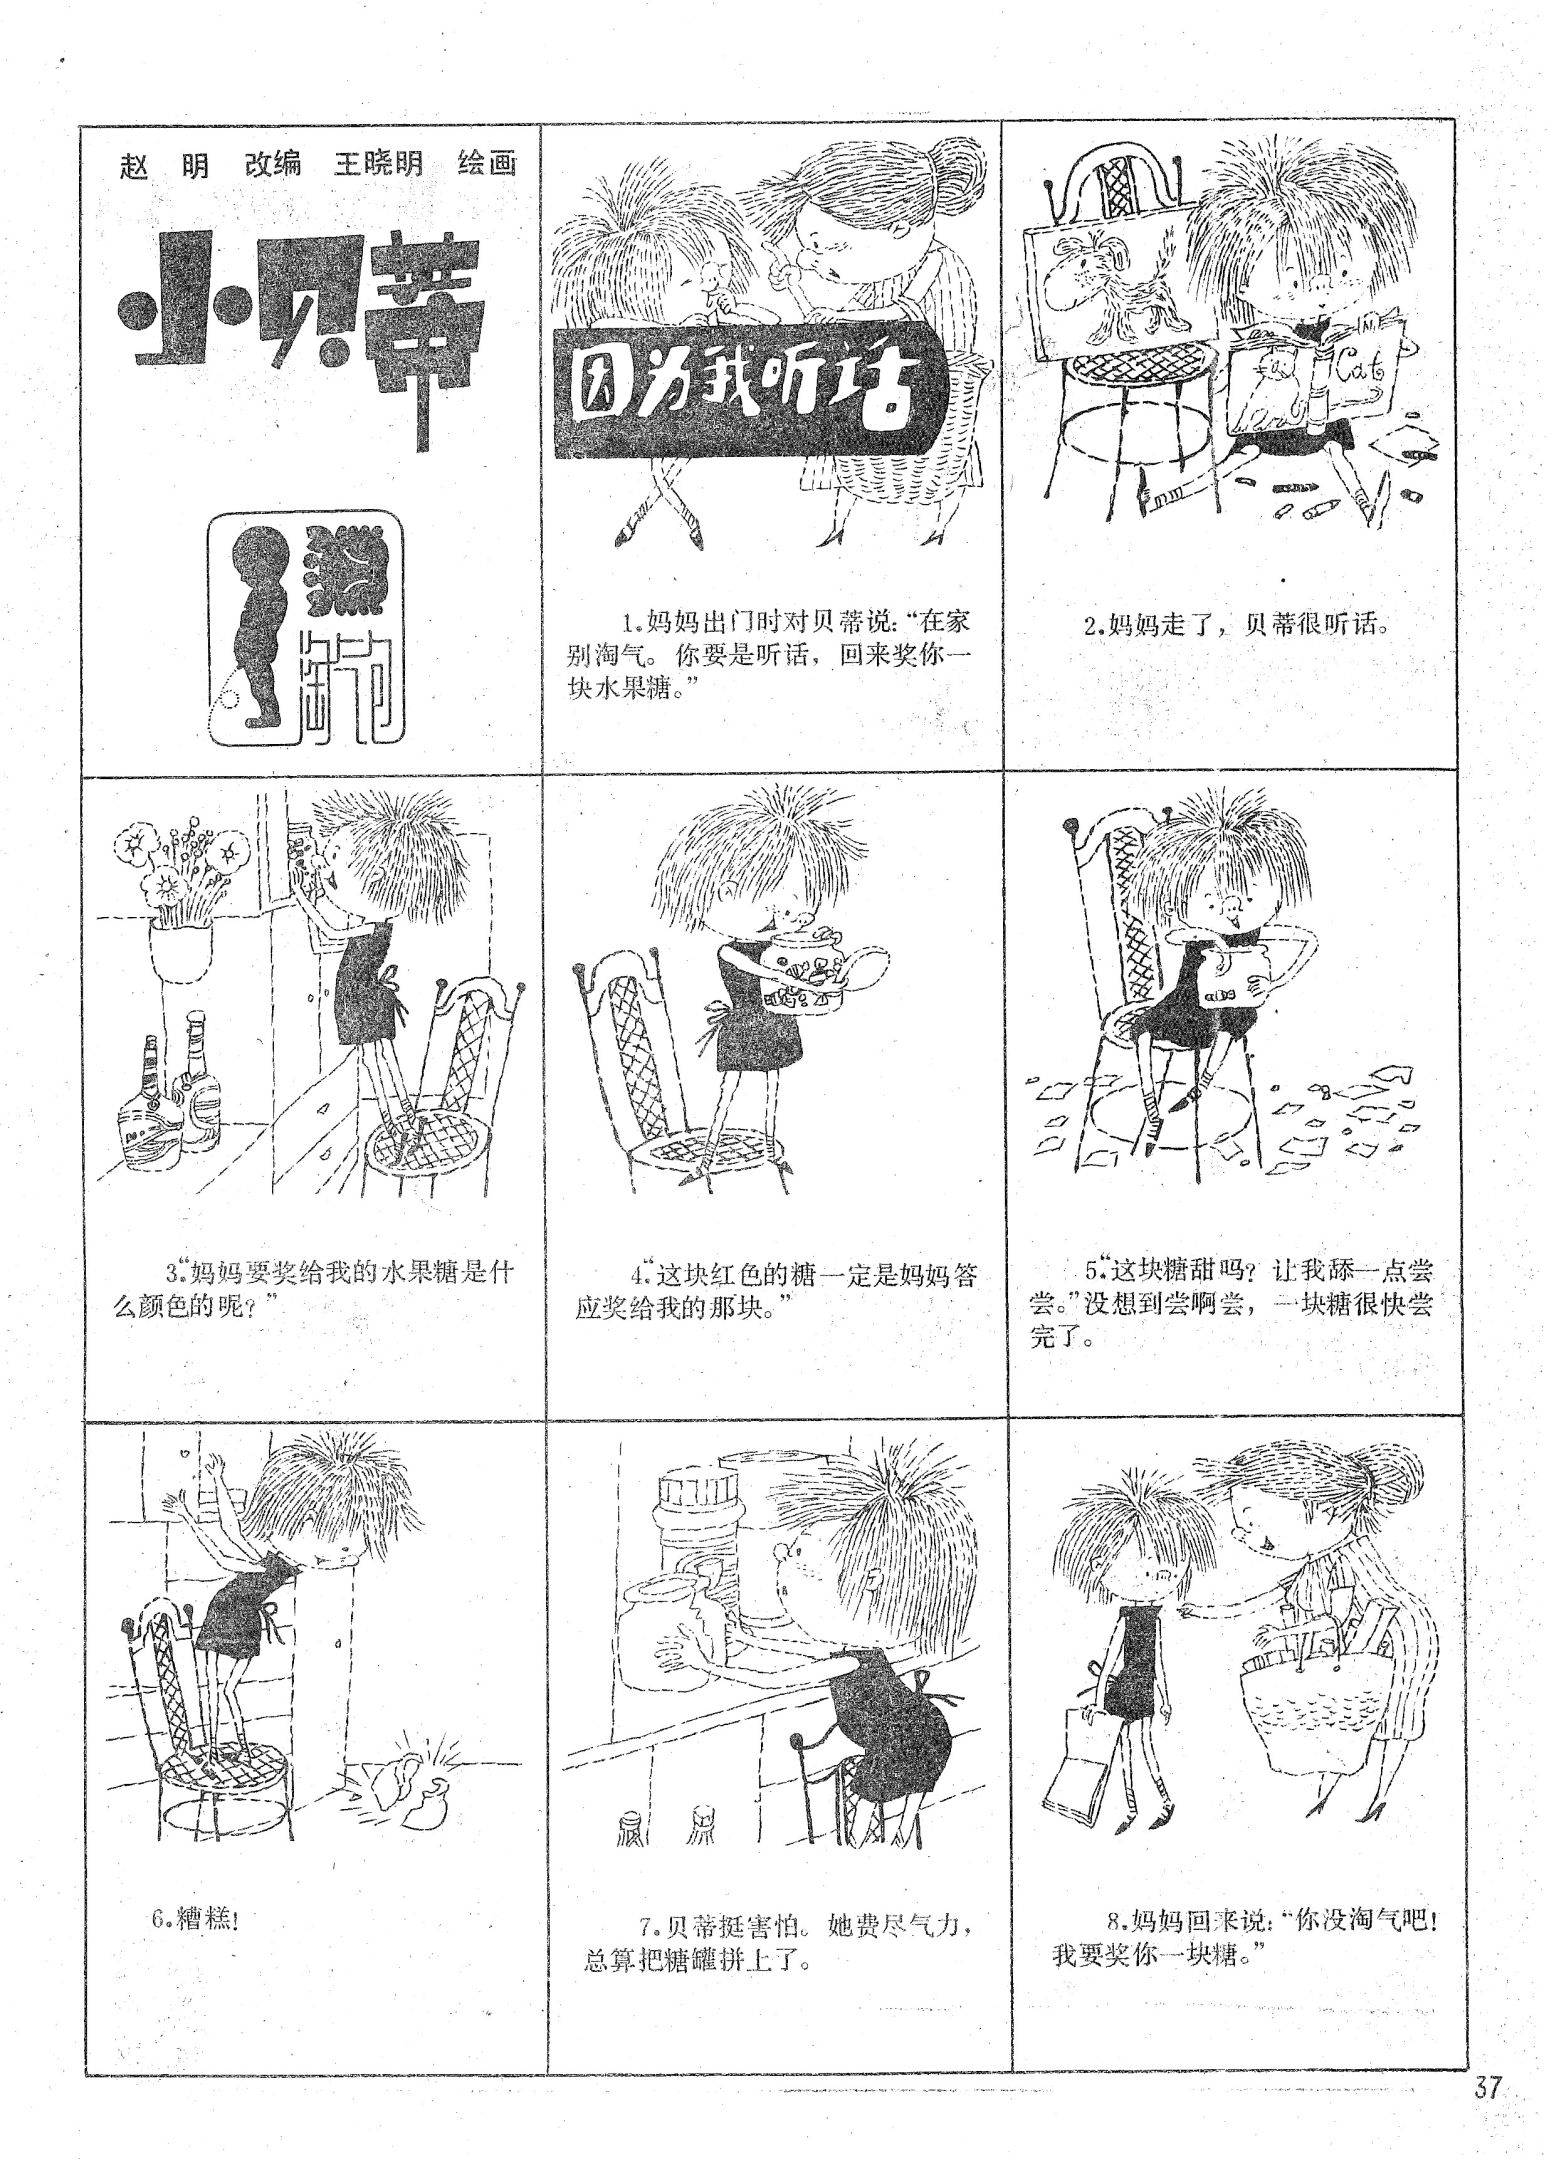 赵 明 改编 王晓明 绘画
小贝蒂
因为我听话
Cat
1.妈妈出门时对贝蒂说：“在家
别淘气。你要是听话，回来奖你一
块水果糖。”
2.妈妈走了，贝蒂很听话。
3.“妈妈要奖给我的水果糖是什
么颜色的呢？”
4.“这块红色的糖一定是妈妈答
应奖给我的那块。”
5.“这块糖甜吗？让我舔一点尝
尝。”没想到尝啊尝，一块糖很快尝
完了。
6.糟糕！
7.贝蒂挺害怕。她费尽气力，
总算把糖罐拼上了。
8.妈妈回来说：“你没淘气吧！
我要奖你一块糖。”
37